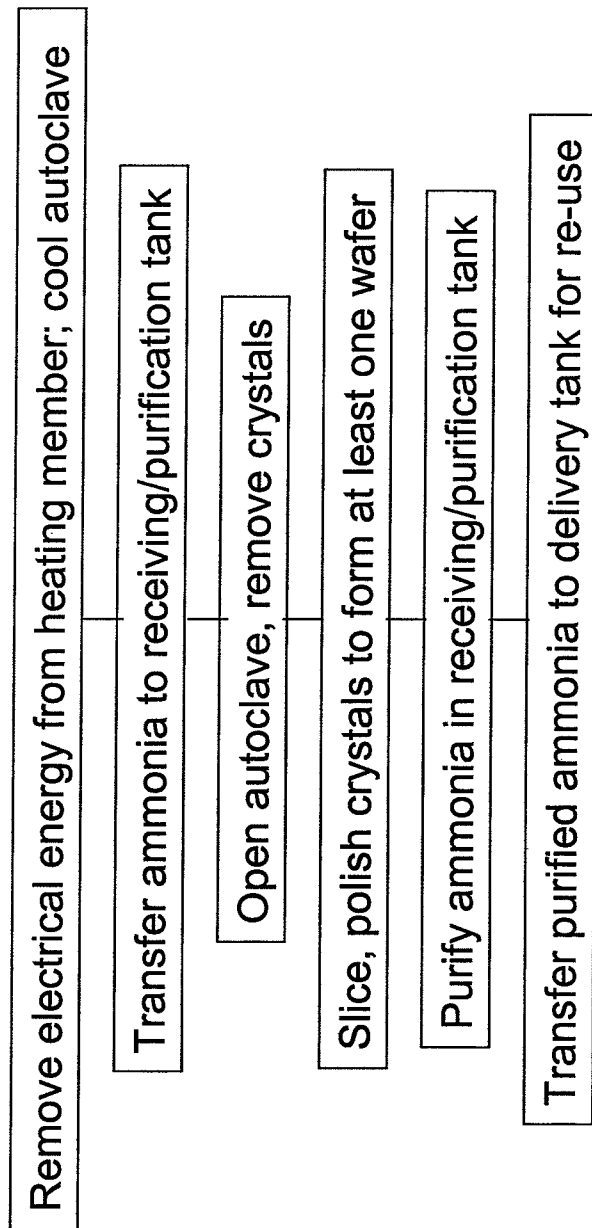 Remove electrical energy from heating member; cool autoclave
Transfer ammonia to receiving/purification tank
Open autoclave, remove crystals
Slice, polish crystals to form at least one wafer
Purify ammonia in receiving/purification tank
Transfer purified ammonia to delivery tank for re-use